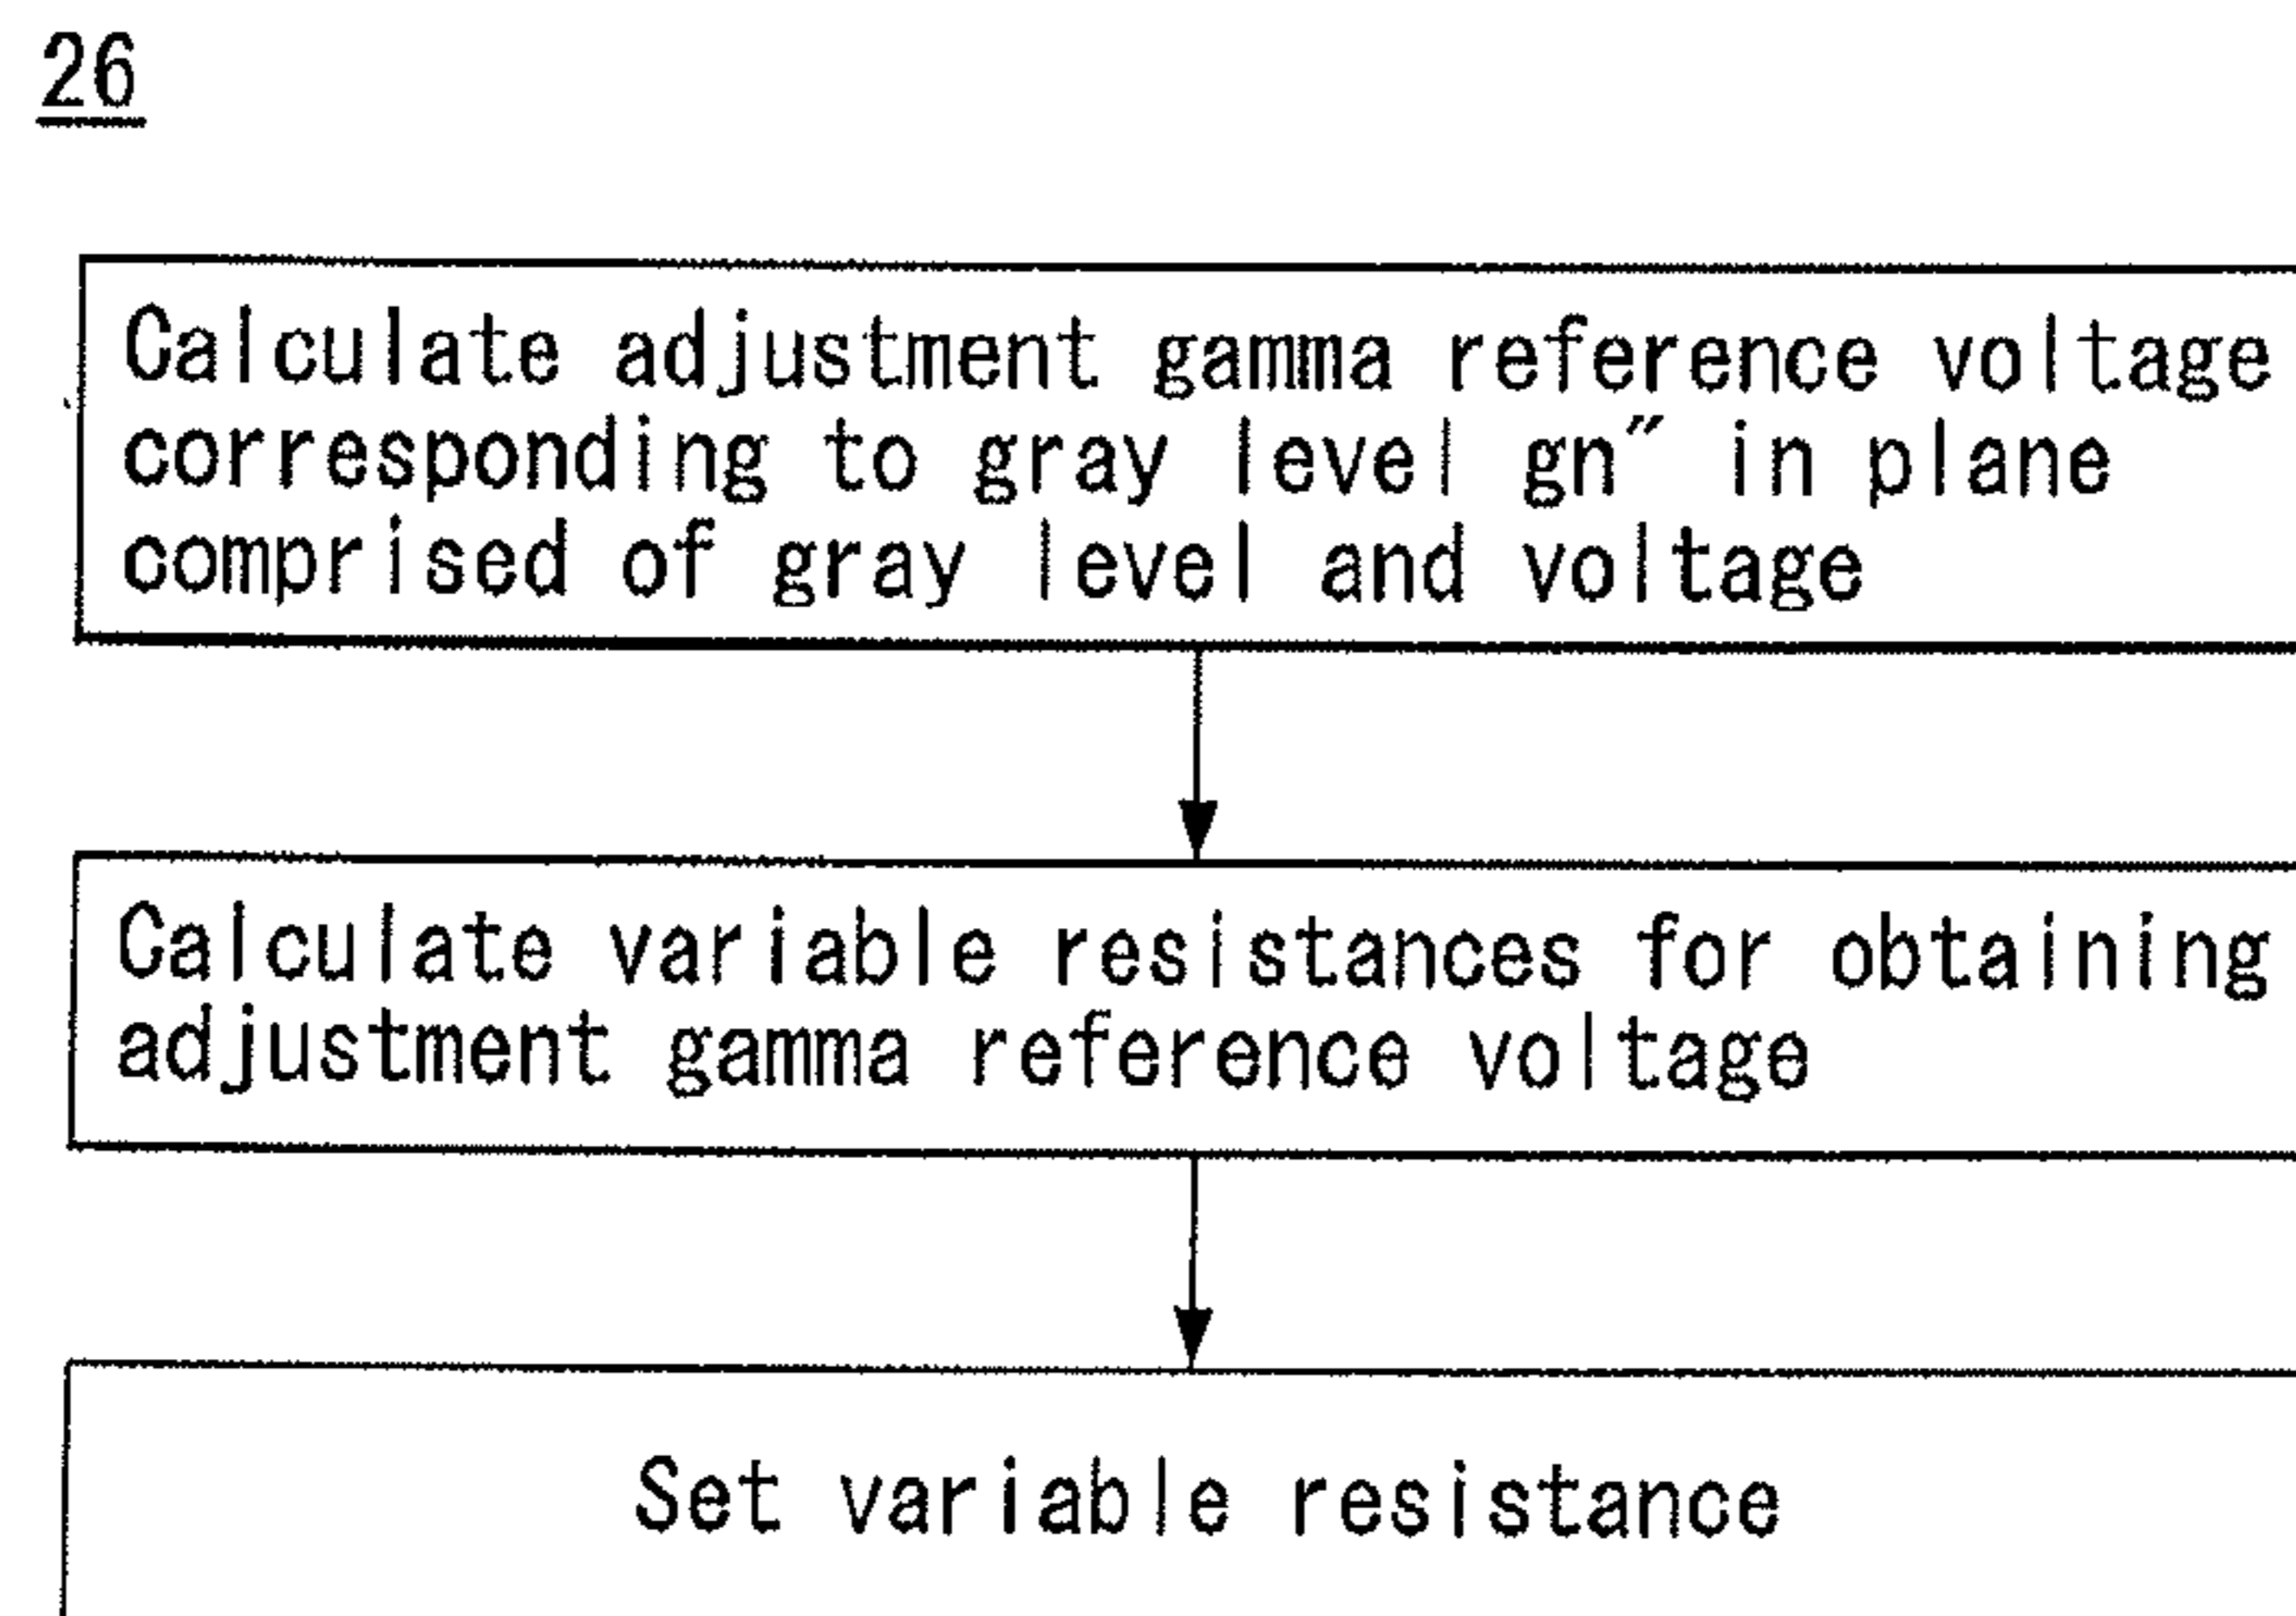 26
Calculate adjustment gamma reference voltage
corresponding to gray level gn" in plane
comprised of gray level and voltage
Calculate variable resistances for obtaining
adjustment gamma reference voltage
Set variable resistance